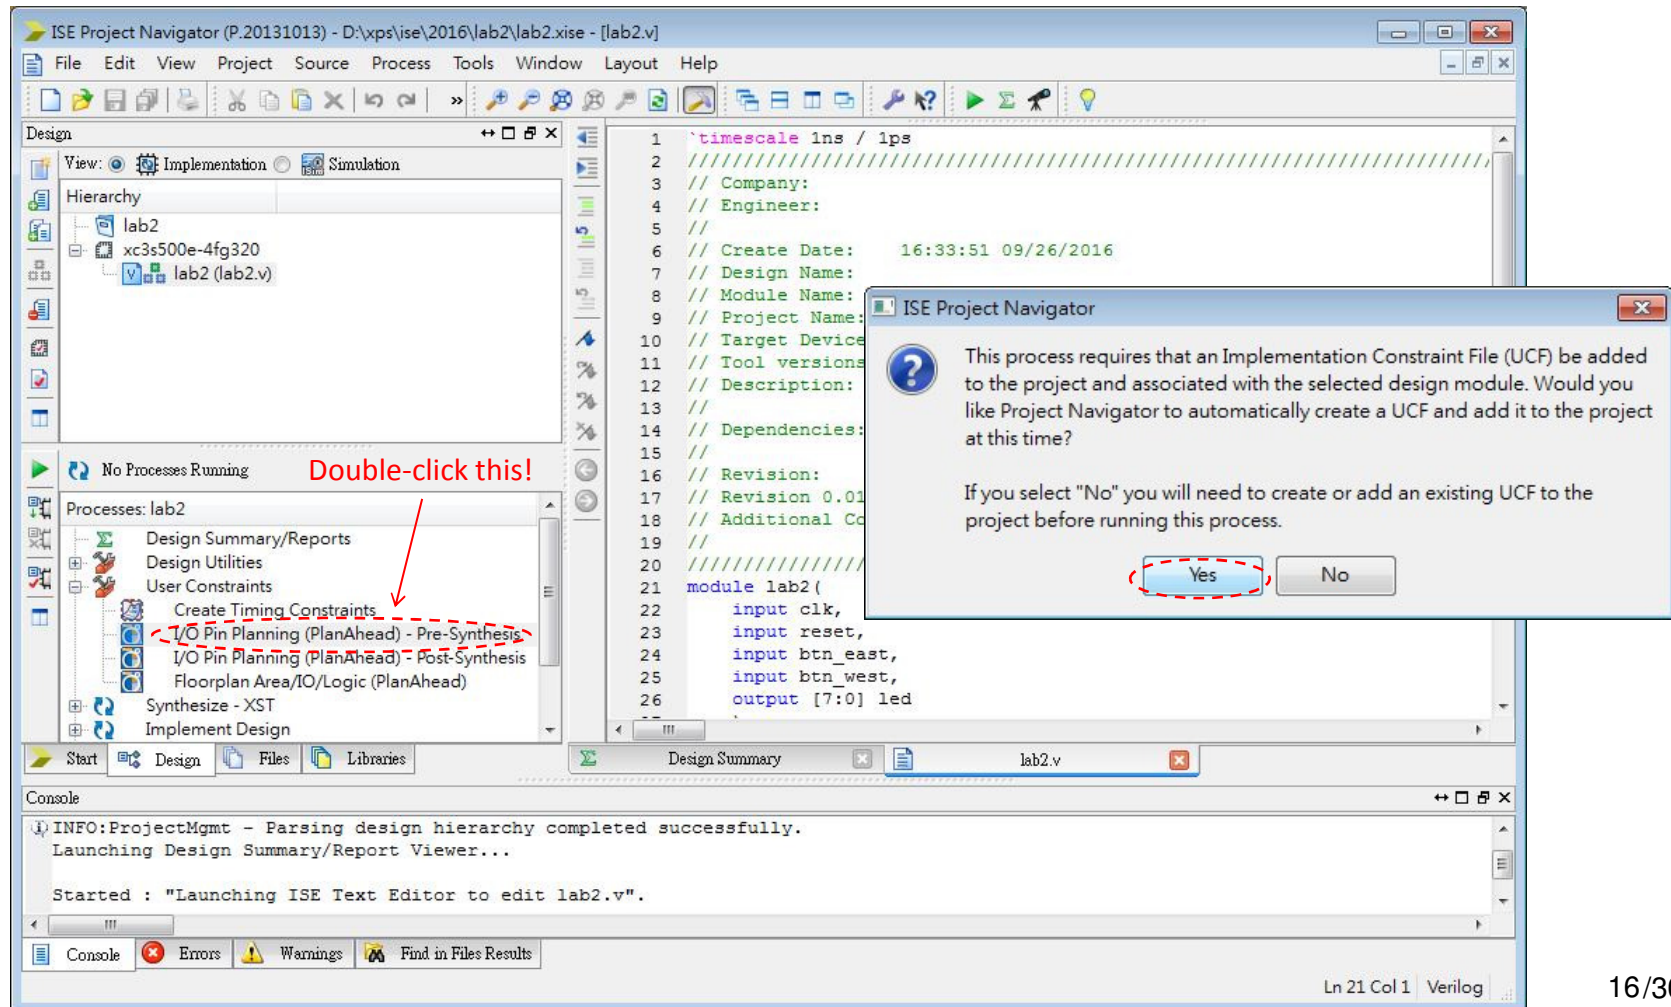 ISE Project Navigator (P.20131013) - D:\xps\ise\2016\lab2\lab2.xise - [lab2.v]
File Edit View Project Source Process Tools Window Layout Help
Design
View: Implementation Simulation
Hierarchy
lab2
xc3s500e-4fg320
lab2 (lab2.v)
No Processes Running
Double-click this!
Processes: lab2
Design Summary/Reports
Design Utilities
User Constraints
Create Timing Constraints
I/O Pin Planning (PlanAhead) - Pre-Synthesis
I/O Pin Planning (PlanAhead) - Post-Synthesis
Floorplan Area/IO/Logic (PlanAhead)
Synthesize - XST
Implement Design
Start Design Files Libraries
1 `timescale 1ns / 1ps
2 ////////////////////////////////////////////////////////////////////////
3 // Company:
4 // Engineer:
5 //
6 // Create Date: 16:33:51 09/26/2016
7 // Design Name:
8 // Module Name:
9 // Project Name:
10 // Target Device
11 // Tool versions
12 // Description:
13 //
14 // Dependencies:
15 //
16 // Revision:
17 // Revision 0.01
18 // Additional Co
19 //
20 ////////////////
21 module lab2(
22 input clk,
23 input reset,
24 input btn_east,
25 input btn_west,
26 output [7:0] led
Design Summary lab2.v
ISE Project Navigator
This process requires that an Implementation Constraint File (UCF) be added
to the project and associated with the selected design module. Would you
like Project Navigator to automatically create a UCF and add it to the project
at this time?
If you select "No" you will need to create or add an existing UCF to the
project before running this process.
Yes No
Console
INFO:ProjectMgmt - Parsing design hierarchy completed successfully.
Launching Design Summary/Report Viewer...
Started : "Launching ISE Text Editor to edit lab2.v".
Console Errors Warnings Find in Files Results
Ln 21 Col 1 Verilog
16/